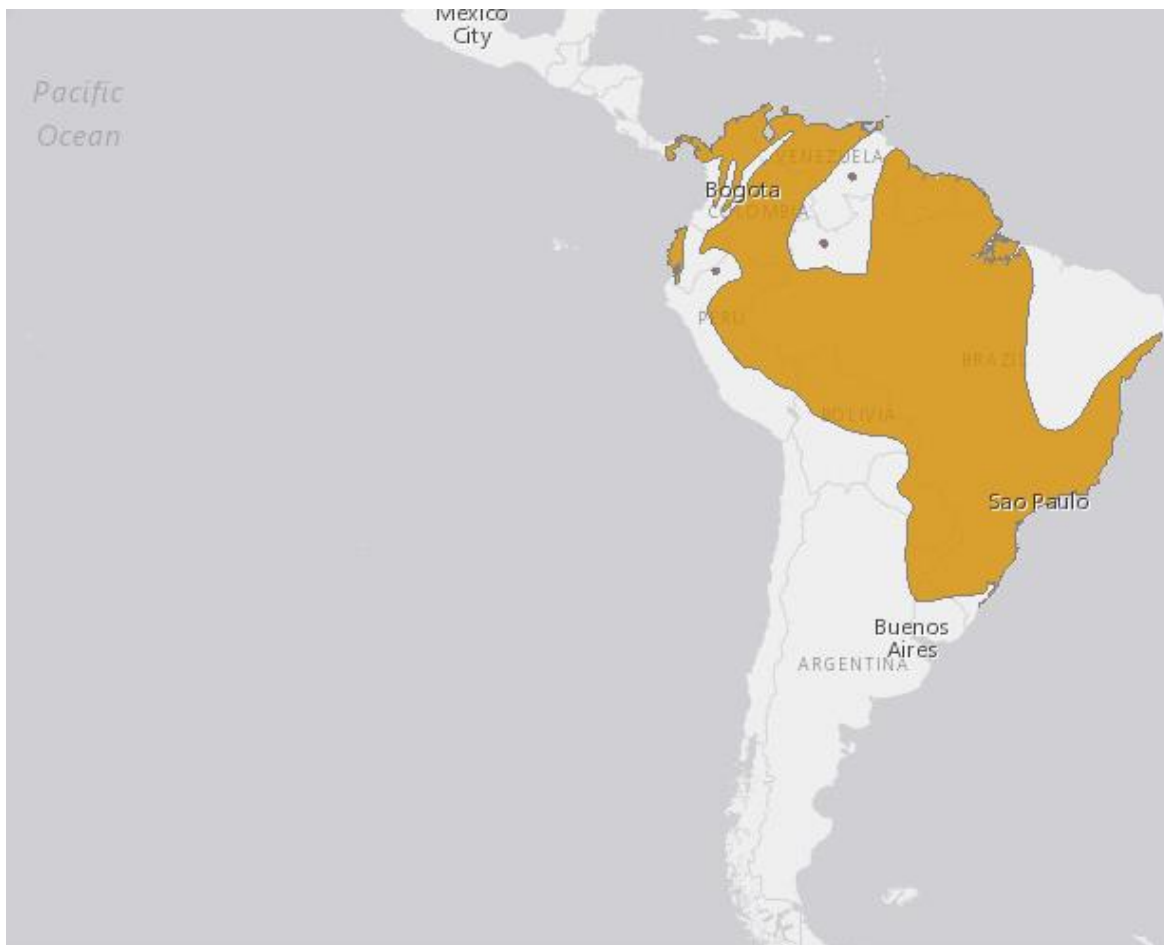 Mexico
City
Pacific
Ocean
VENEZUELA
Bogota
COLOMBIA
PERU
BRAZIL
BOLIVIA
Sao Paulo
Buenos
Aires
ARGENTINA